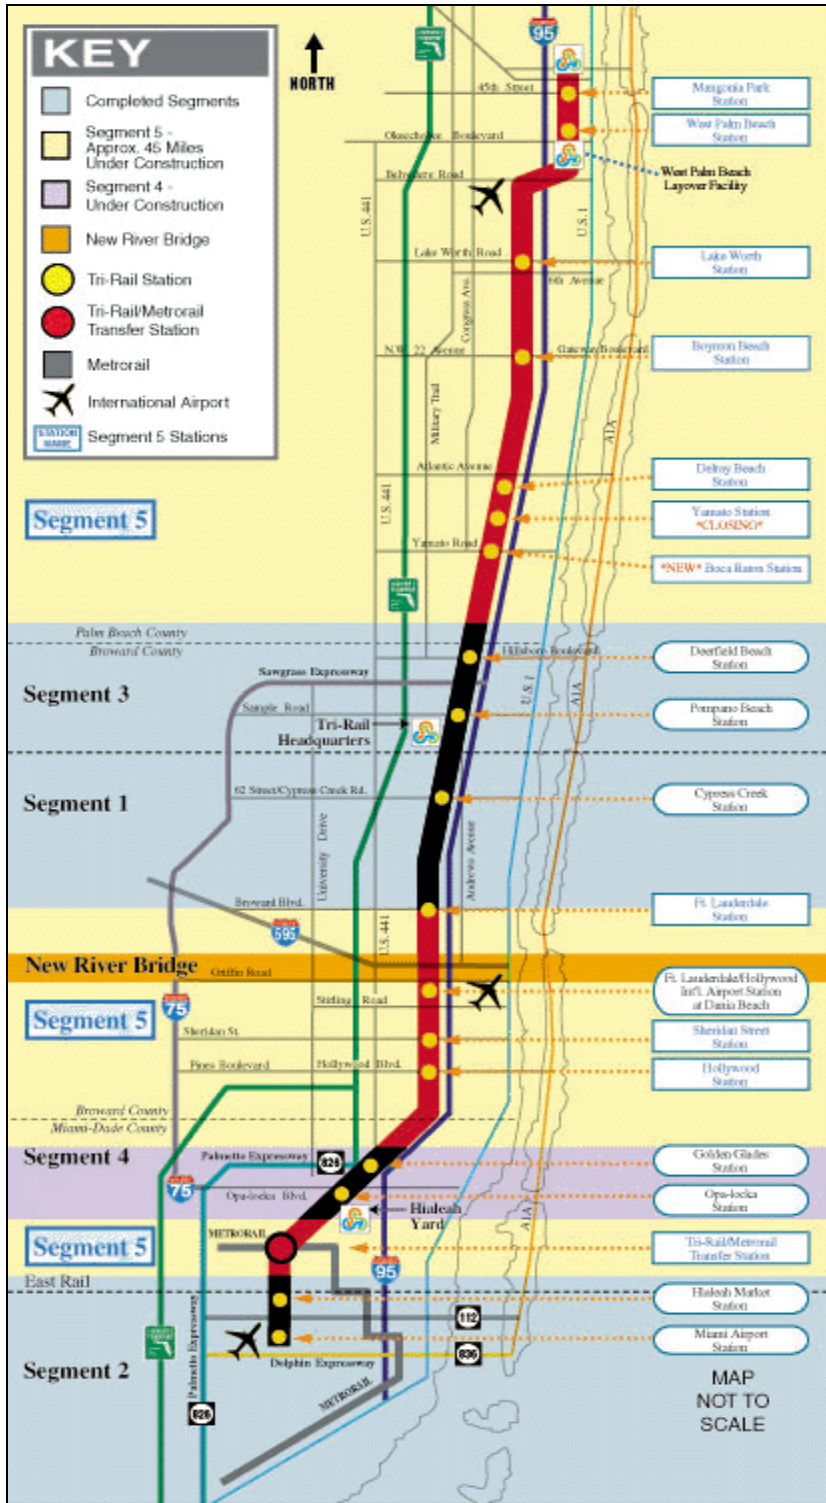 KEY
Completed Segments
Segment 5 -
Approx. 45 Miles
Under Construction
Segment 4 -
Under Construction
New River Bridge
Tri-Rail Station
Tri-Rail/Metrorail
Transfer Station
Metrorail
International Airport
STATION
NAME
Segment 5 Stations
NORTH
95
45th Street
Mangonia Park
Station
West Palm Beach
Station
Okeechobee Boulevard
West Palm Beach
Layover Facility
Belvedere Road
U.S.441
U.S.1
Lake Worth Road
Lake Worth
Station
6th Avenue
Congress Ave.
N.W. 22 Avenue
Gateway Boulevard
Boynton Beach
Station
Military Trail
A1A
Atlantic Avenue
Delray Beach
Station
U.S.441
Segment 5
Yamato Station
*CLOSING*
Yamato Road
*NEW* Boca Raton Station
Palm Beach County
Broward County
Hillsboro Boulevard
Deerfield Beach
Station
Sawgrass Expressway
Segment 3
U.S.1
A1A
Sample Road
Pompano Beach
Station
Tri-Rail
Headquarters
Segment 1
62 Street/Cypress Creek Rd.
Cypress Creek
Station
University Drive
Andrews Avenue
Broward Blvd.
Ft. Lauderdale
Station
595
U.S.441
New River Bridge
Griffin Road
Ft. Lauderdale/Hollywood
Int'l. Airport Station
at Dania Beach
75
Stirling Road
Segment 5
Sheridan St.
Sheridan Street
Station
Pines Boulevard
Hollywood Blvd.
Hollywood
Station
Broward County
Miami-Dade County
Segment 4
Palmetto Expressway
826
Golden Glades
Station
75
Opa-locka Blvd.
Opa-locka
Station
Hialeah
Yard
A1A
METRORAIL
Segment 5
Tri-Rail/Metrorail
Transfer Station
95
East Rail
Hialeah Market
Station
Palmetto Expressway
112
Miami Airport
Station
836
Dolphin Expressway
Segment 2
METRORAIL
826
MAP
NOT TO
SCALE